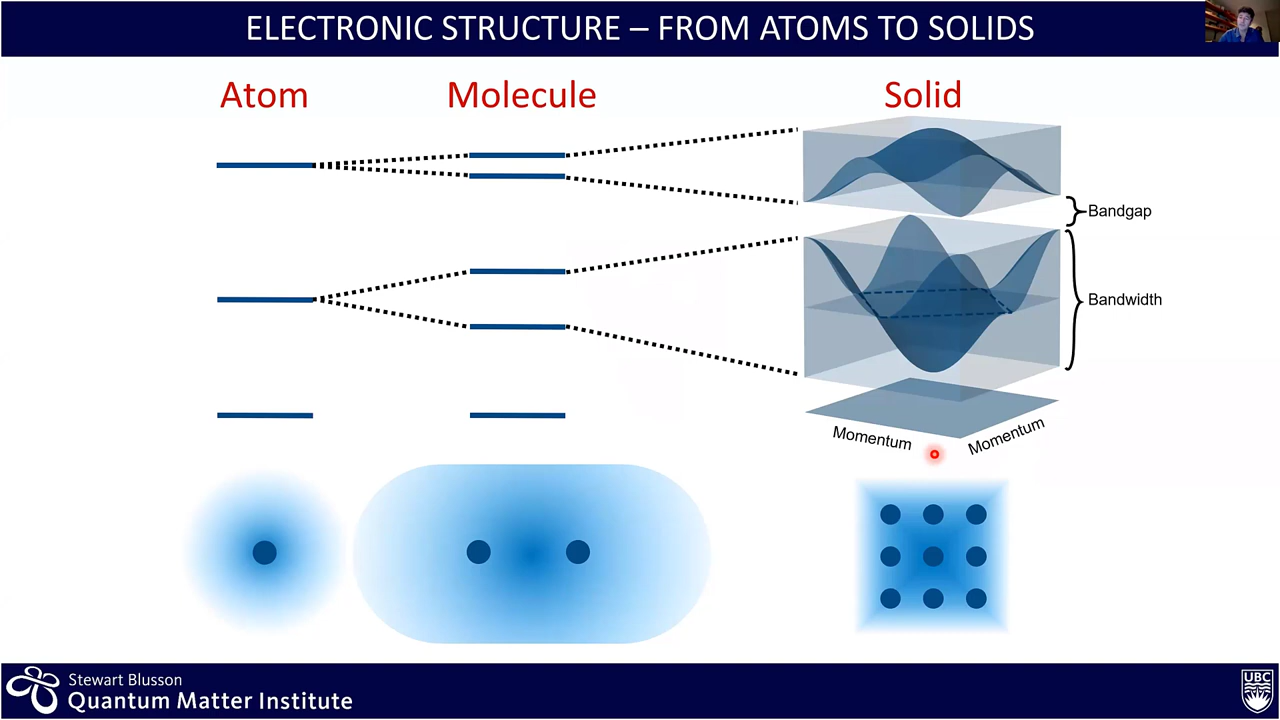 ELECTRONIC STRUCTURE – FROM ATOMS TO SOLIDS
Atom
Molecule
Solid
Bandgap
Bandwidth
Momentum
Momentum
Stewart Blusson
Quantum Matter Institute
UBC